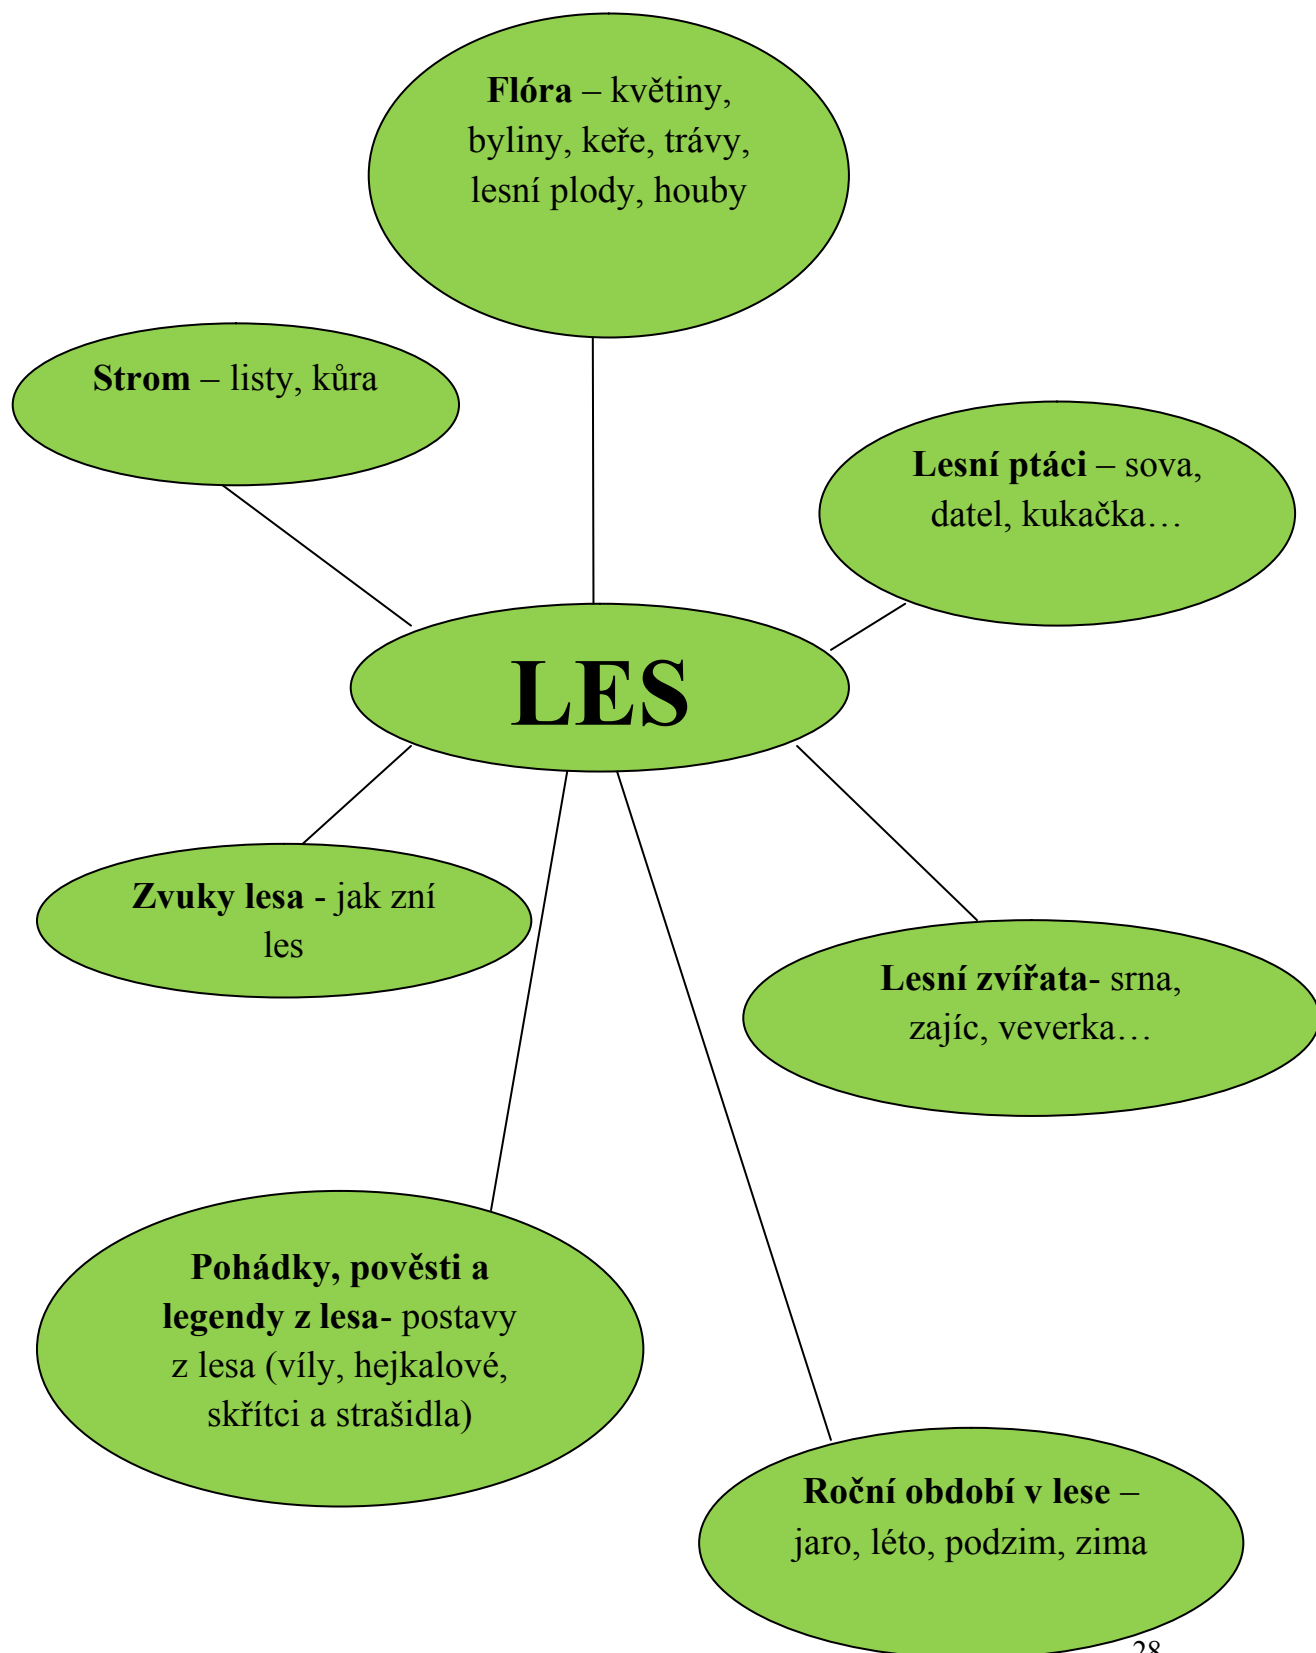 Flóra – květiny,
byliny, keře, trávy,
lesní plody, houby
Strom – listy, kůra
Lesní ptáci – sova,
datel, kukačka…
LES
Zvuky lesa - jak zní
les
Lesní zvířata- srna,
zajíc, veverka…
Pohádky, pověsti a
legendy z lesa- postavy
z lesa (víly, hejkalové,
skřítci a strašidla)
Roční období v lese –
jaro, léto, podzim, zima
28